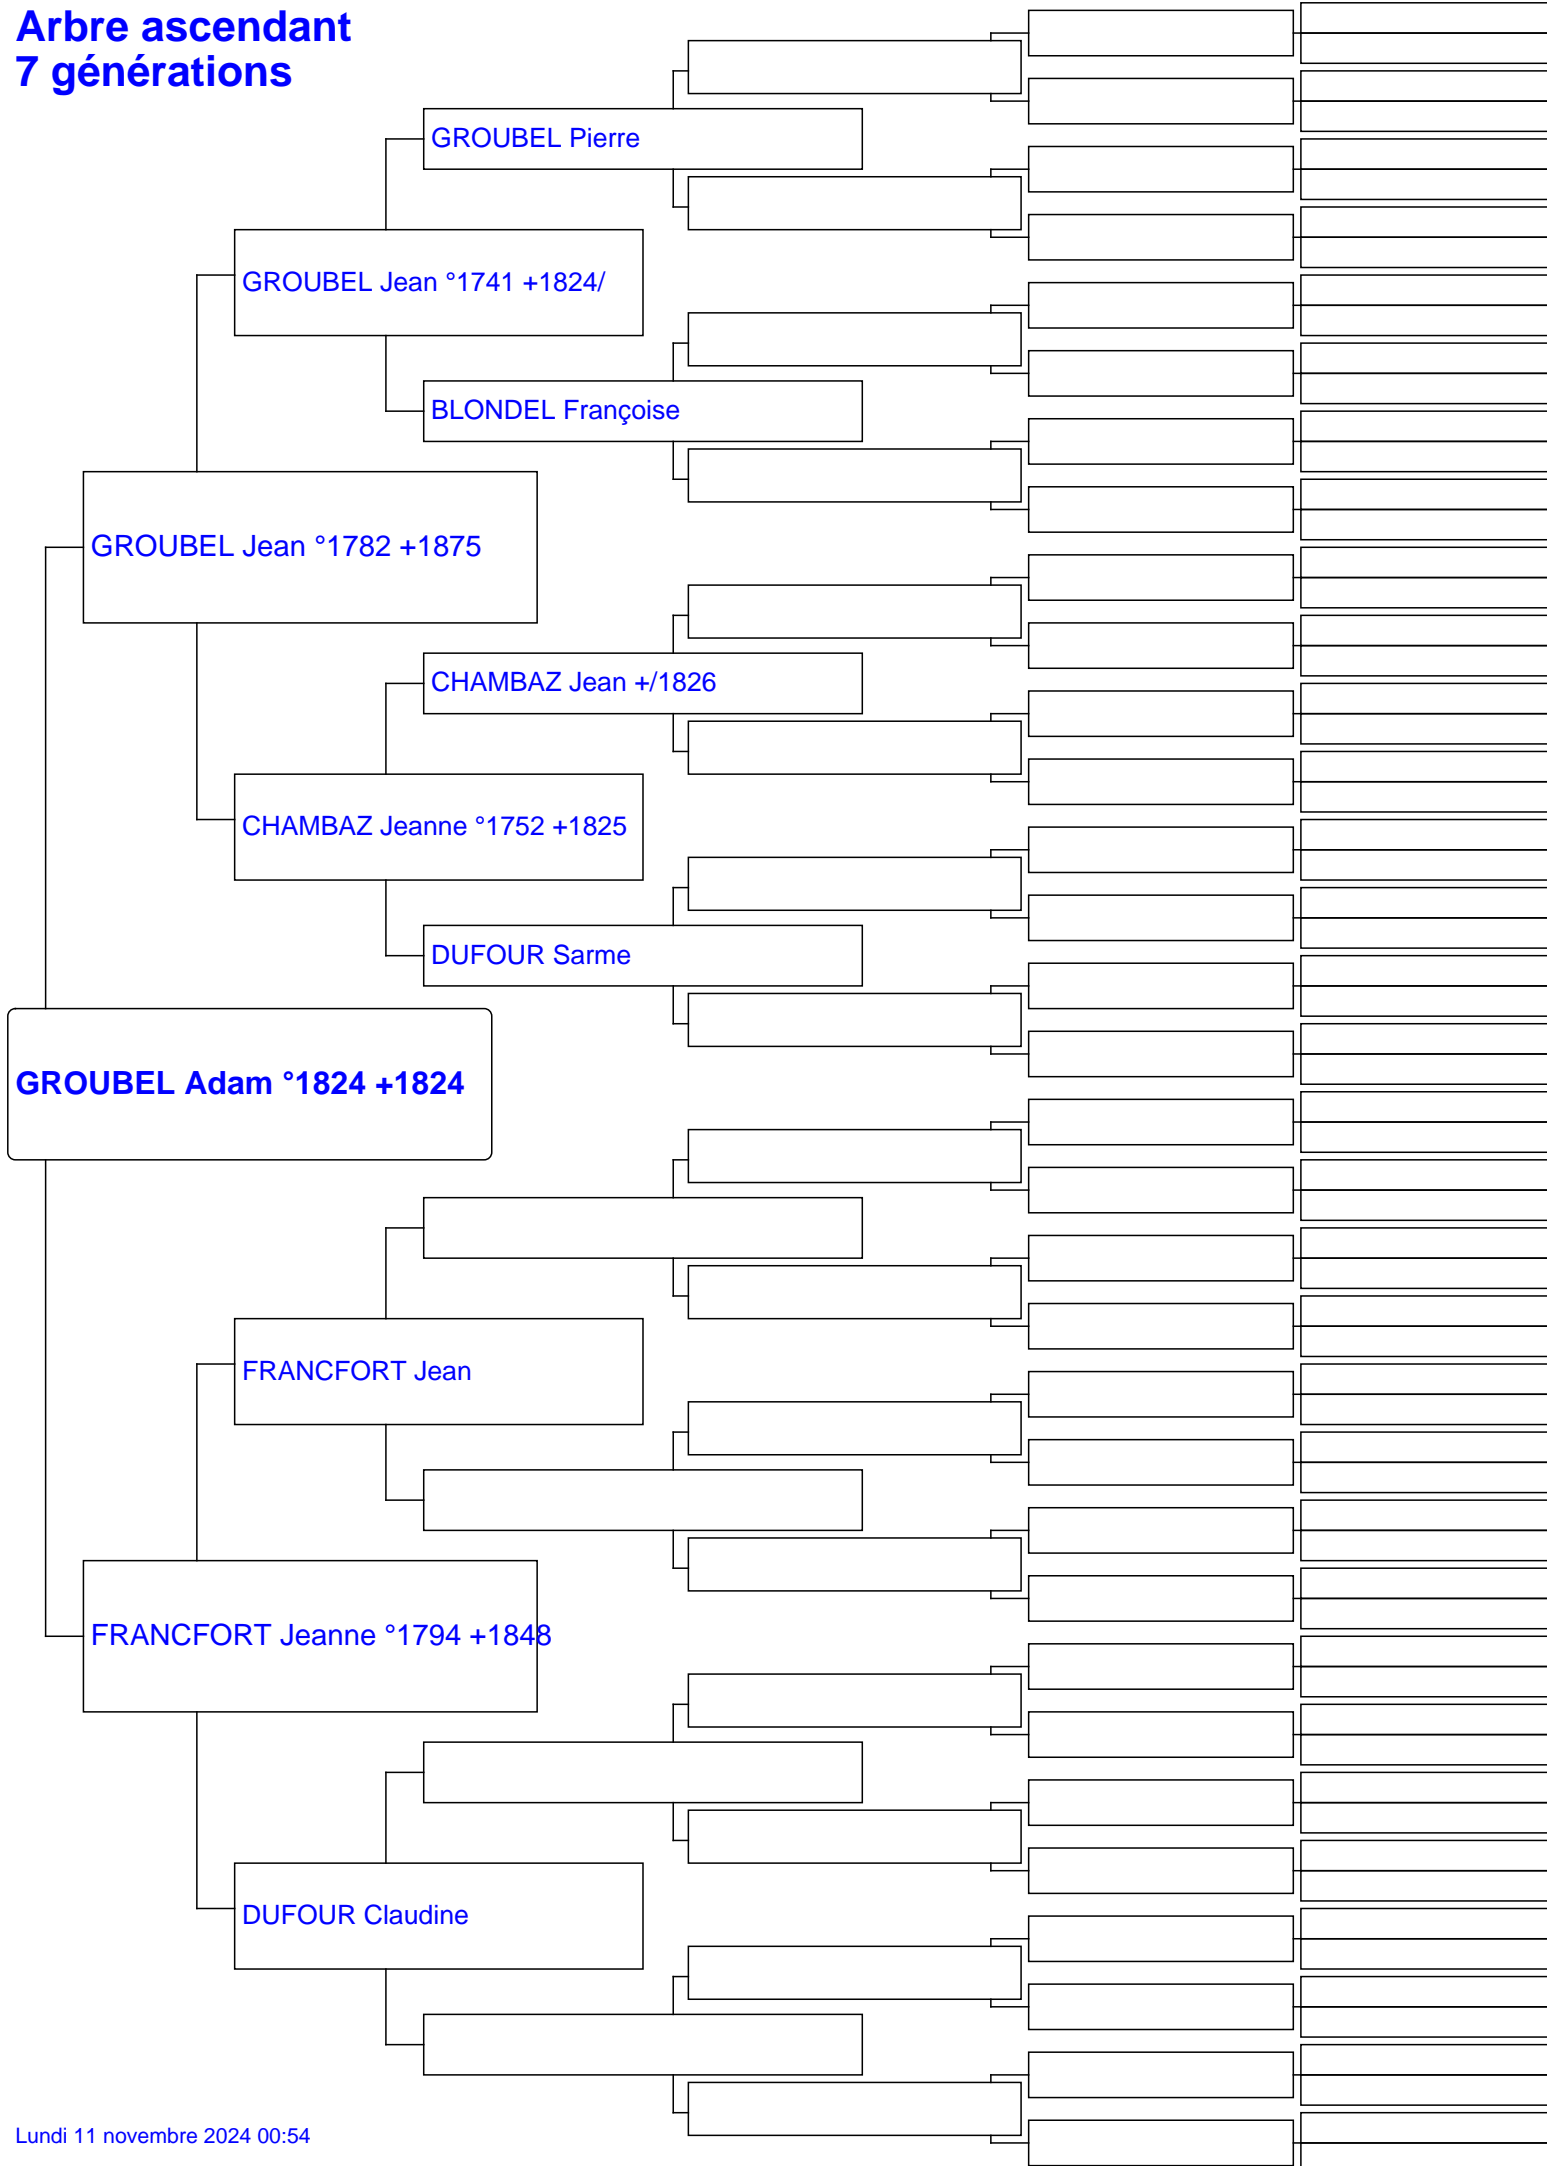 Arbre ascendant
7 générations
GROUBEL Pierre
GROUBEL Jean °1741 +1824/
BLONDEL Françoise
GROUBEL Jean °1782 +1875
CHAMBAZ Jean +/1826
CHAMBAZ Jeanne °1752 +1825
DUFOUR Sarme
GROUBEL Adam °1824 +1824
FRANCFORT Jean
FRANCFORT Jeanne °1794 +1848
DUFOUR Claudine
Lundi 11 novembre 2024 00:54